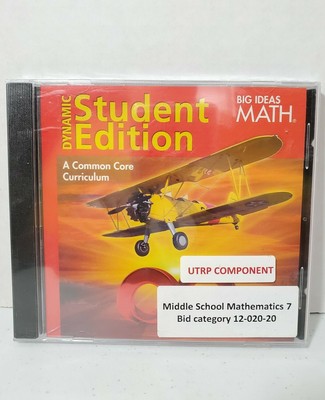 DYNAMIC
Student
Edition
BIG IDEAS
MATH®
A Common Core
Curriculum
UTRP COMPONENT
Middle School Mathematics 7
Bid category 12-020-20